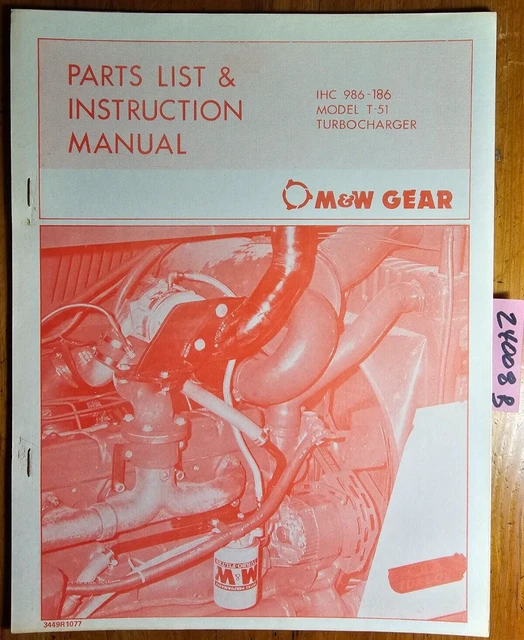 PARTS LIST &
INSTRUCTION
MANUAL
IHC 986-186
MODEL T-51
TURBOCHARGER
M&W GEAR
24008B
M&W
3449R1077